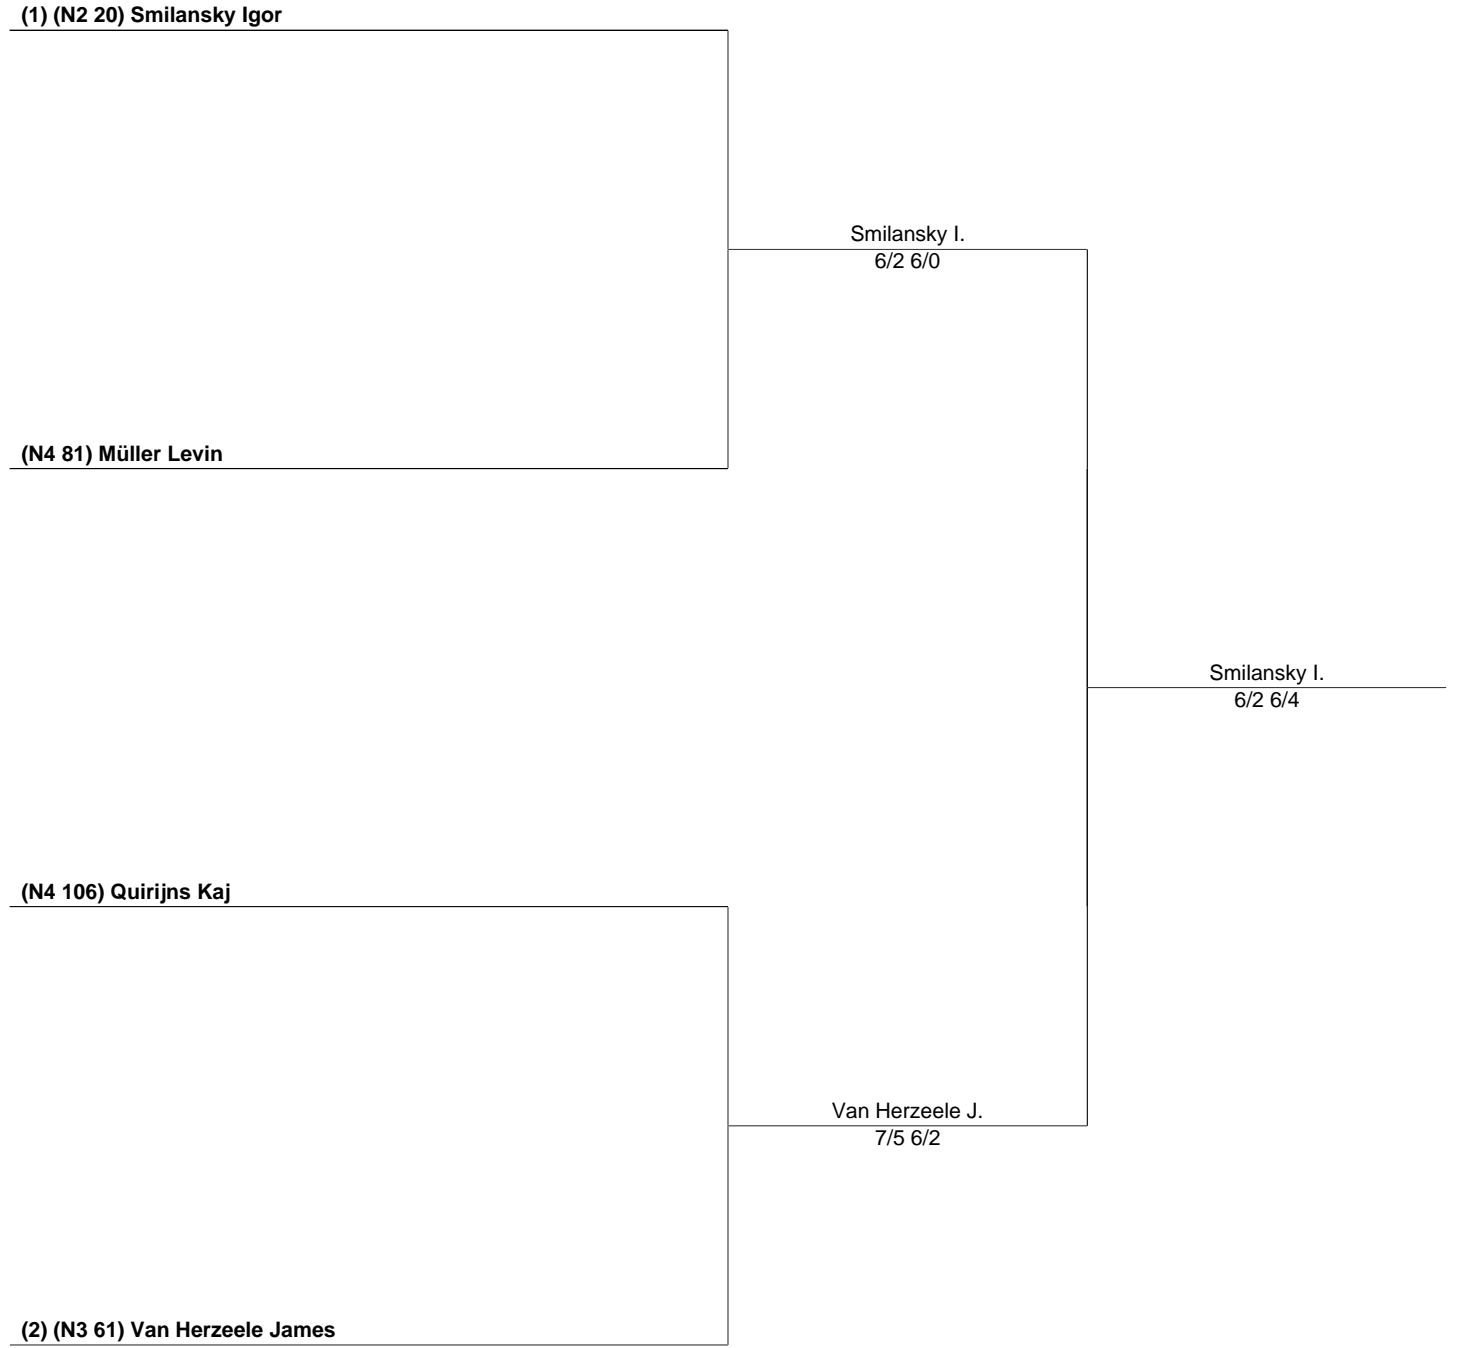 (1) (N2 20) Smilansky Igor
Smilansky I.
6/2 6/0
(N4 81) Müller Levin
Smilansky I.
6/2 6/4
(N4 106) Quirijns Kaj
Van Herzeele J.
7/5 6/2
(2) (N3 61) Van Herzeele James